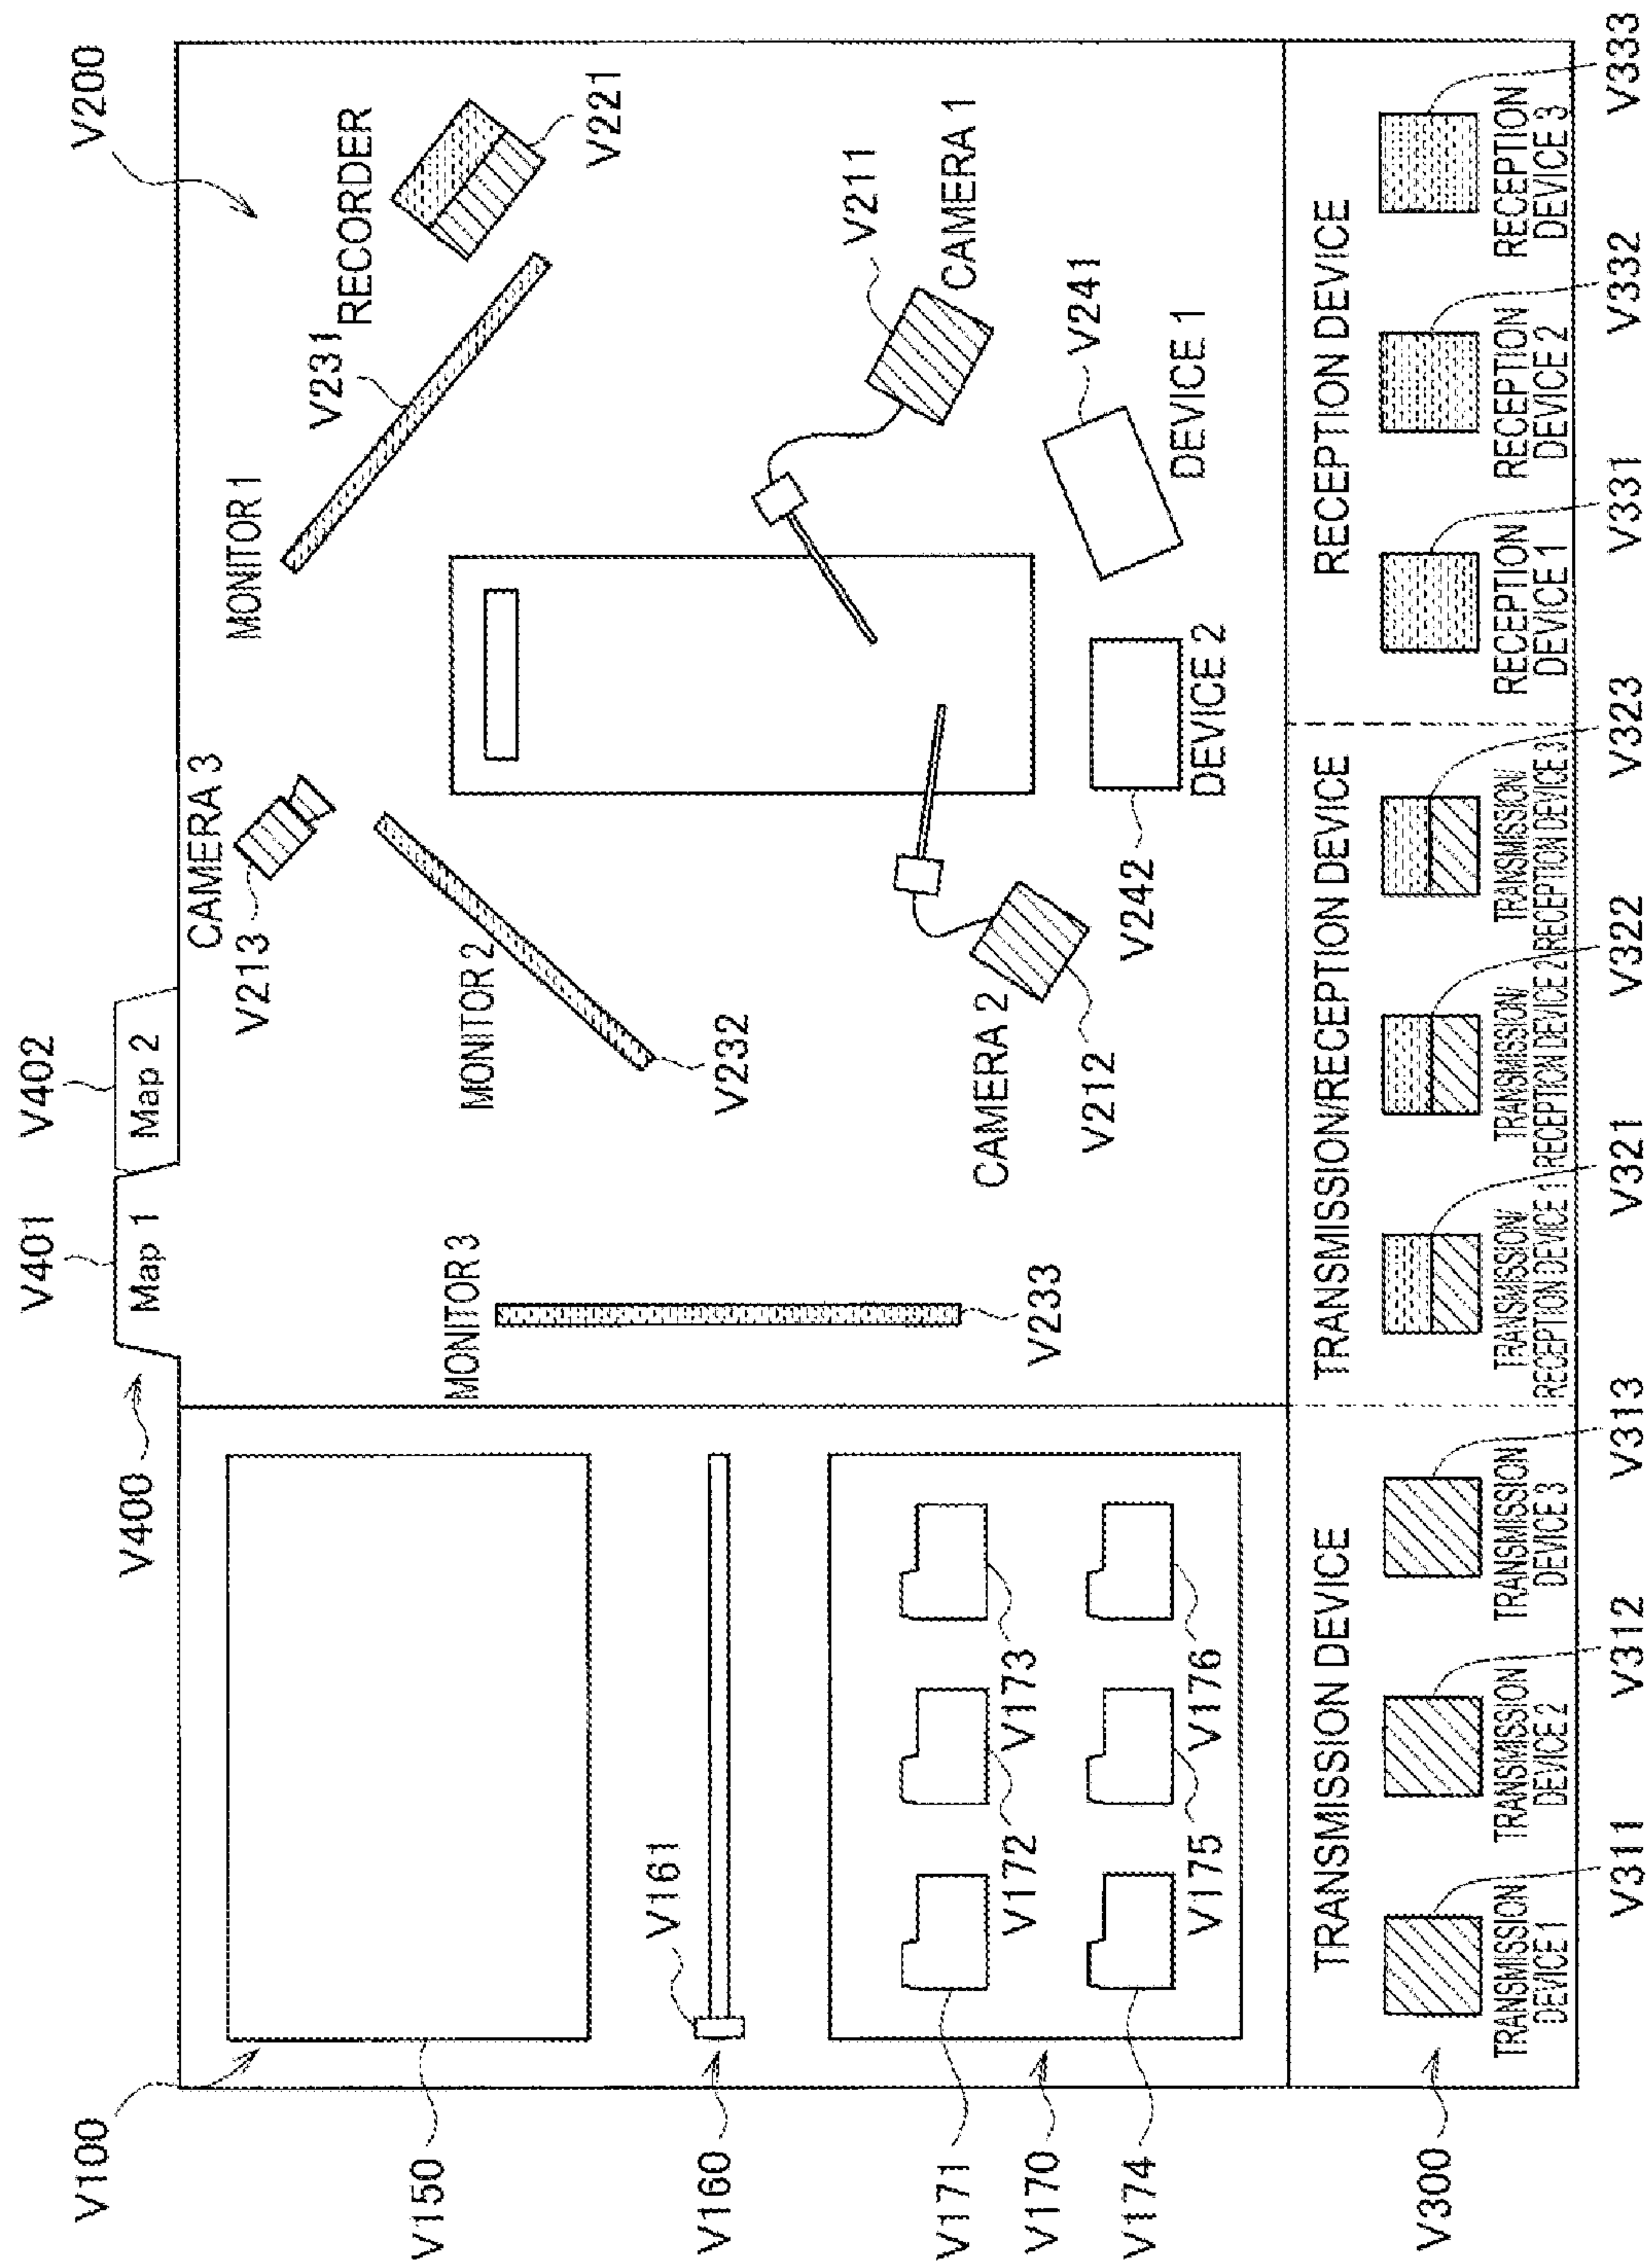 V401
V402
V400
Map 1
Map 2
V200
V100
V150
V160
V161
V171
V172
V173
V170
V174
V175
V176
V300
CAMERA 3
V213
MONITOR 1
V231
RECORDER
V221
MONITOR 3
V233
MONITOR 2
V232
V211
CAMERA 1
CAMERA 2
V212
V242
DEVICE 2
V241
DEVICE 1
TRANSMISSION DEVICE
TRANSMISSION/RECEPTION DEVICE
RECEPTION DEVICE
TRANSMISSION
DEVICE 1
TRANSMISSION
DEVICE 2
TRANSMISSION
DEVICE 3
TRANSMISSION/
RECEPTION DEVICE 1
TRANSMISSION/
RECEPTION DEVICE 2
TRANSMISSION/
RECEPTION DEVICE 3
RECEPTION
DEVICE 1
RECEPTION
DEVICE 2
RECEPTION
DEVICE 3
V311
V312
V313
V321
V322
V323
V331
V332
V333